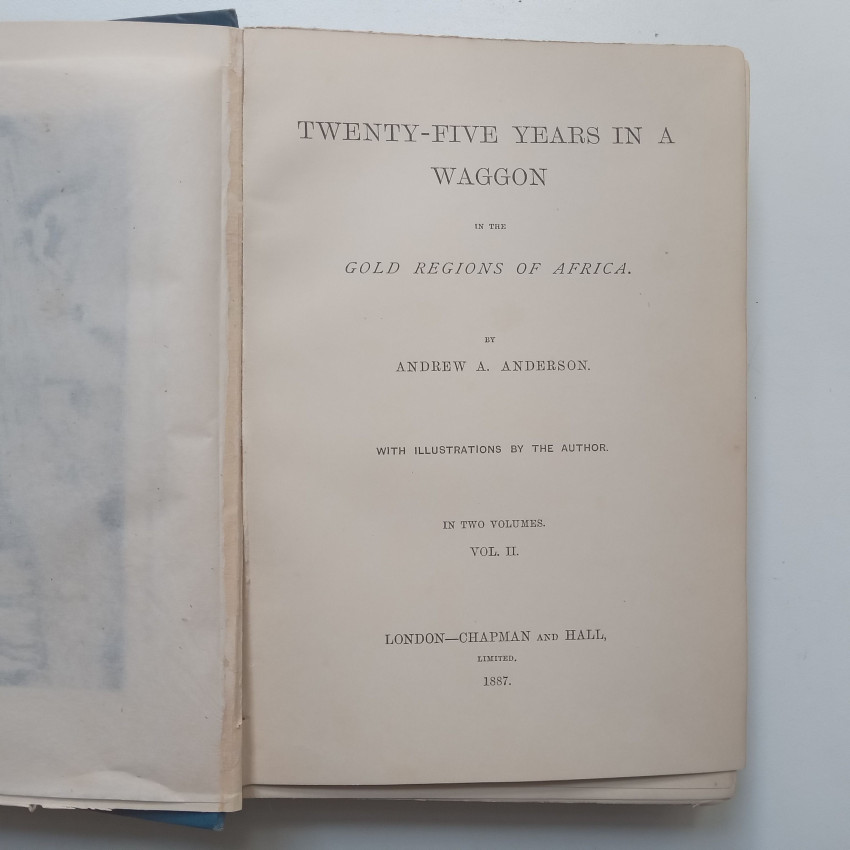 TWENTY-FIVE YEARS IN A
WAGGON
IN THE
GOLD REGIONS OF AFRICA.
BY
ANDREW A. ANDERSON.
WITH ILLUSTRATIONS BY THE AUTHOR.
IN TWO VOLUMES.
VOL. II.
LONDON—CHAPMAN AND HALL,
LIMITED.
1887.